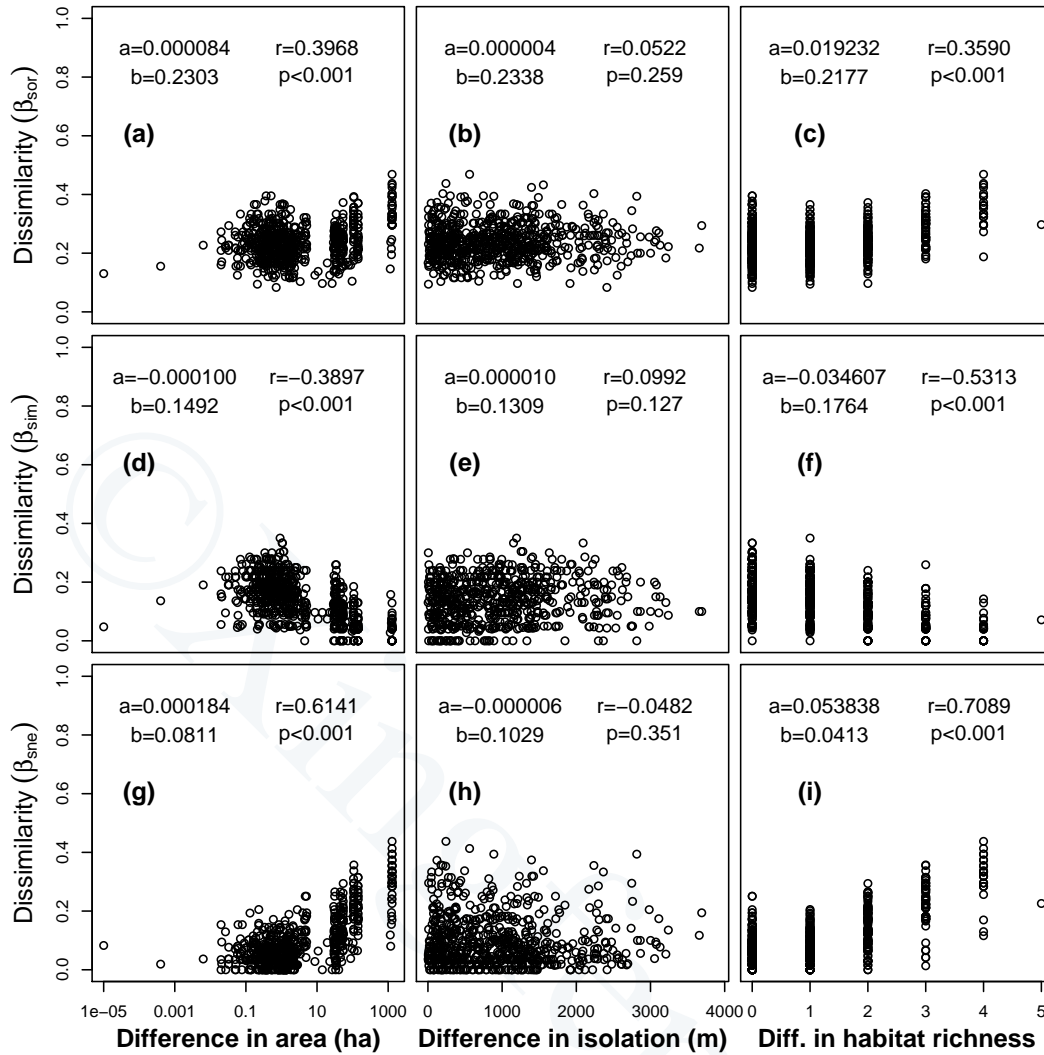 Dissimilarity (βsor)
0.0 0.2 0.4 0.6 0.8 1.0
a=0.000084 r=0.3968
b=0.2303 p<0.001
(a)
a=0.000004 r=0.0522
b=0.2338 p=0.259
(b)
a=0.019232 r=0.3590
b=0.2177 p<0.001
(c)
Dissimilarity (βsim)
0.0 0.2 0.4 0.6 0.8 1.0
a=−0.000100 r=−0.3897
b=0.1492 p<0.001
(d)
a=0.000010 r=0.0992
b=0.1309 p=0.127
(e)
a=−0.034607 r=−0.5313
b=0.1764 p<0.001
(f)
Dissimilarity (βsne)
0.0 0.2 0.4 0.6 0.8 1.0
a=0.000184 r=0.6141
b=0.0811 p<0.001
(g)
a=−0.000006 r=−0.0482
b=0.1029 p=0.351
(h)
a=0.053838 r=0.7089
b=0.0413 p<0.001
(i)
1e−05 0.001 0.1 10 1000
Difference in area (ha)
0 1000 2000 3000 4000
Difference in isolation (m)
0 1 2 3 4 5
Diff. in habitat richness